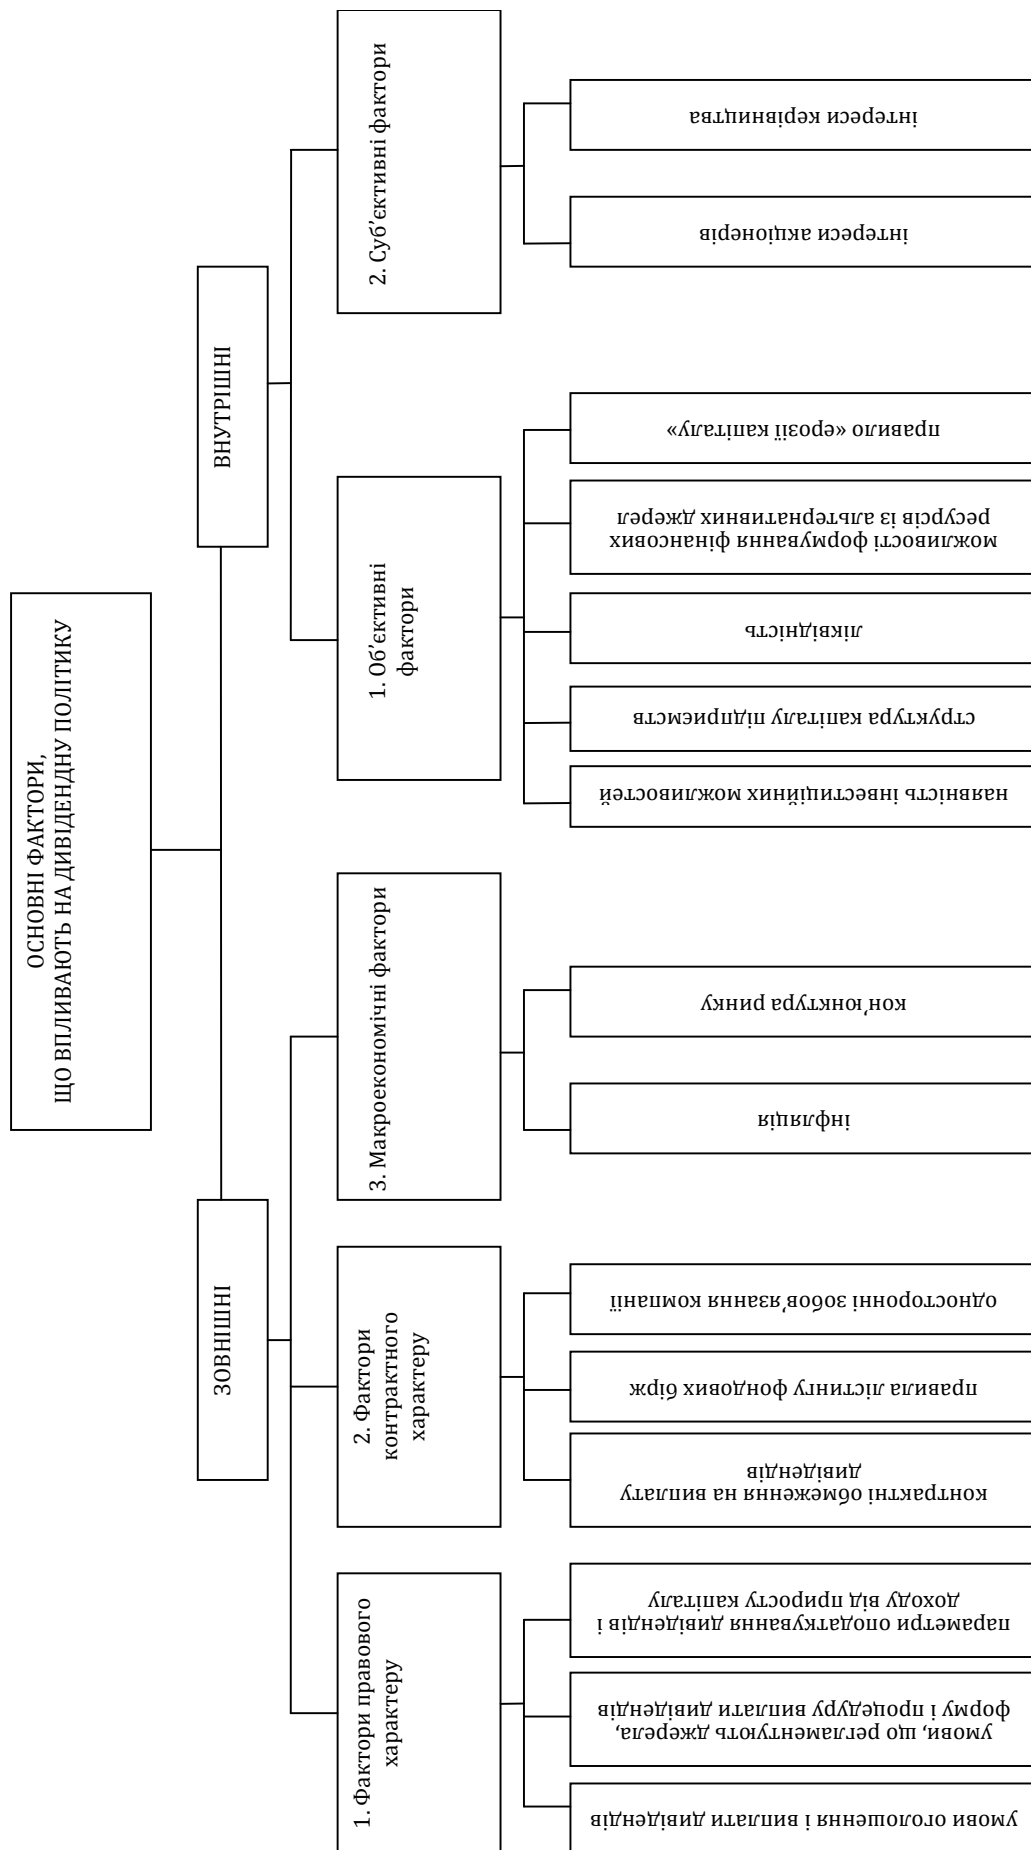 ОСНОВНІ ФАКТОРИ,
ЩО ВПЛИВАЮТЬ НА ДИВІДЕНДНУ ПОЛІТИКУ
ЗОВНІШНІ
ВНУТРІШНІ
1. Фактори правового
характеру
2. Фактори
контрактного
характеру
3. Макроекономічні фактори
1. Об’єктивні
фактори
2. Суб’єктивні фактори
умови оголошення і виплати дивідендів
умови, що регламентують джерела,
форму і процедуру виплати дивідендів
параметри оподаткування дивідендів і
доходу від приросту капіталу
контрактні обмеження на виплату
дивідендів
правила лістингу фондових бірж
односторонні зобов’язання компанії
інфляція
кон’юнктура ринку
наявність інвестиційних можливостей
структура капіталу підприємств
ліквідність
можливості формування фінансових
ресурсів із альтернативних джерел
правило «ерозії капіталу»
інтереси акціонерів
інтереси керівництва